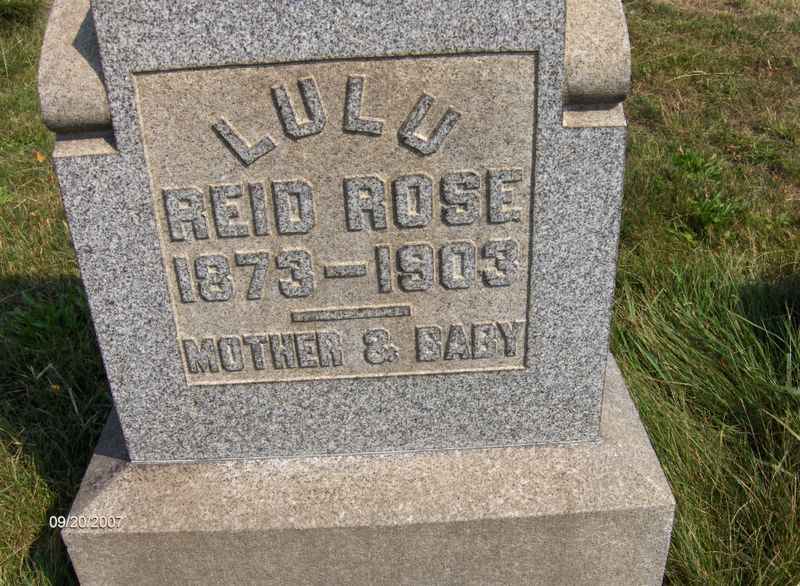 LULU
REID ROSE
1873-1903
MOTHER & BABY
09/20/2007